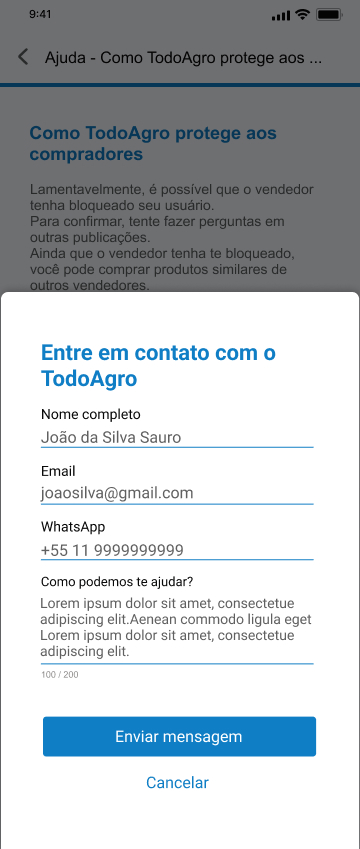 9:41
Ajuda - Como TodoAgro protege aos ...
Como TodoAgro protege aos
compradores
Lamentavelmente, é possível que o vendedor
tenha bloqueado seu usuário.
Para confirmar, tente fazer perguntas em
outras publicações.
Ainda que o vendedor tenha te bloqueado,
você pode comprar produtos similares de
outros vendedores.
Entre em contato com o
TodoAgro
Nome completo
João da Silva Sauro
Email
joaosilva@gmail.com
WhatsApp
+55 11 9999999999
Como podemos te ajudar?
Lorem ipsum dolor sit amet, consectetue
adipiscing elit.Aenean commodo ligula eget
Lorem ipsum dolor sit amet, consectetue
adipiscing elit.
100 / 200
Enviar mensagem
Cancelar